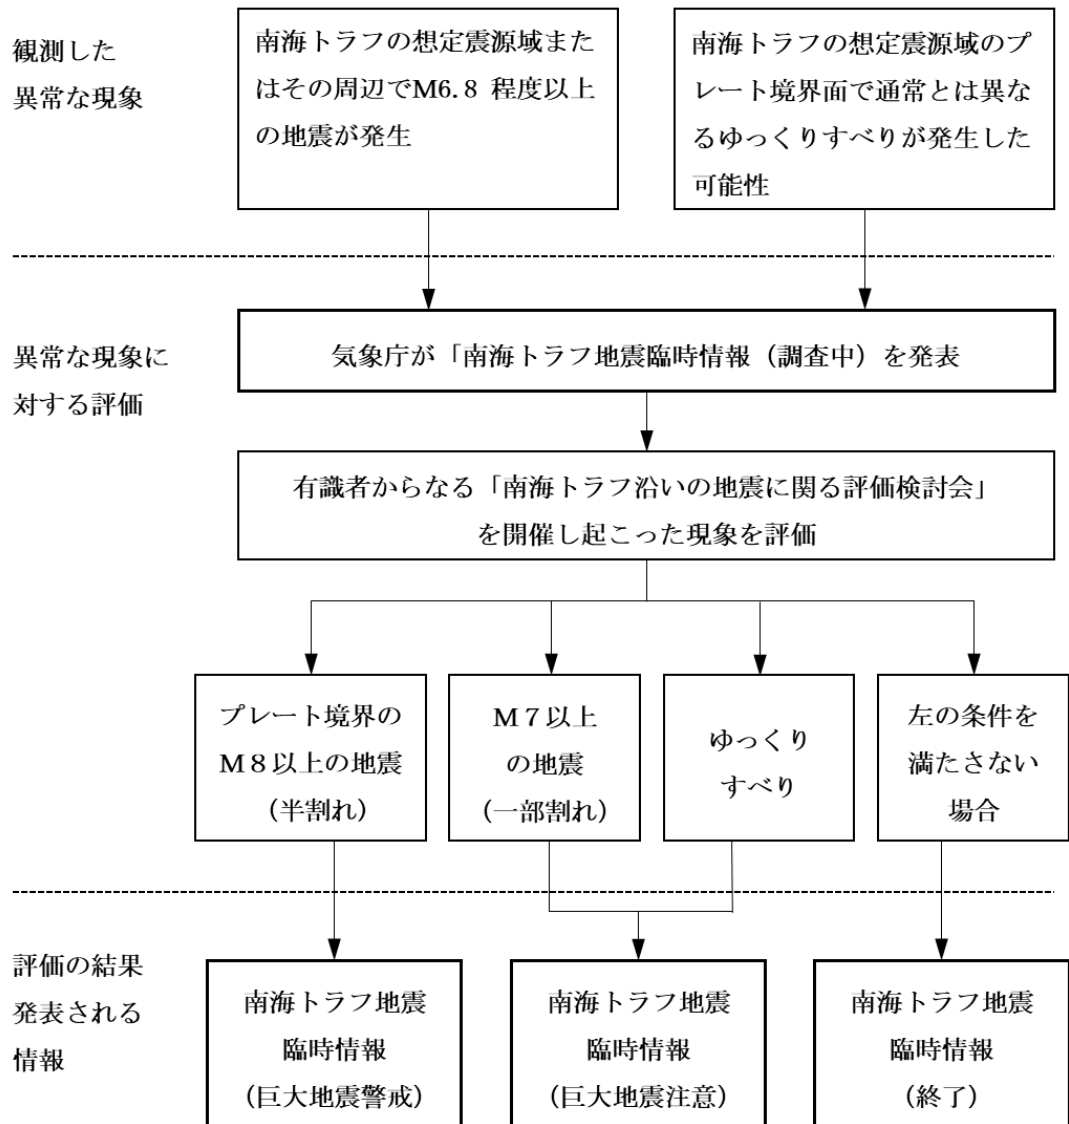 観測した
異常な現象
南海トラフの想定震源域また
はその周辺でM6.8 程度以上
の地震が発生
南海トラフの想定震源域のプ
レート境界面で通常とは異な
るゆっくりすべりが発生した
可能性
異常な現象に
対する評価
気象庁が「南海トラフ地震臨時情報（調査中）を発表
有識者からなる「南海トラフ沿いの地震に関る評価検討会」
を開催し起こった現象を評価
プレート境界の
M８以上の地震
（半割れ）
M７以上
の地震
（一部割れ）
ゆっくり
すべり
左の条件を
満たさない
場合
評価の結果
発表される
情報
南海トラフ地震
臨時情報
（巨大地震警戒）
南海トラフ地震
臨時情報
（巨大地震注意）
南海トラフ地震
臨時情報
（終了）